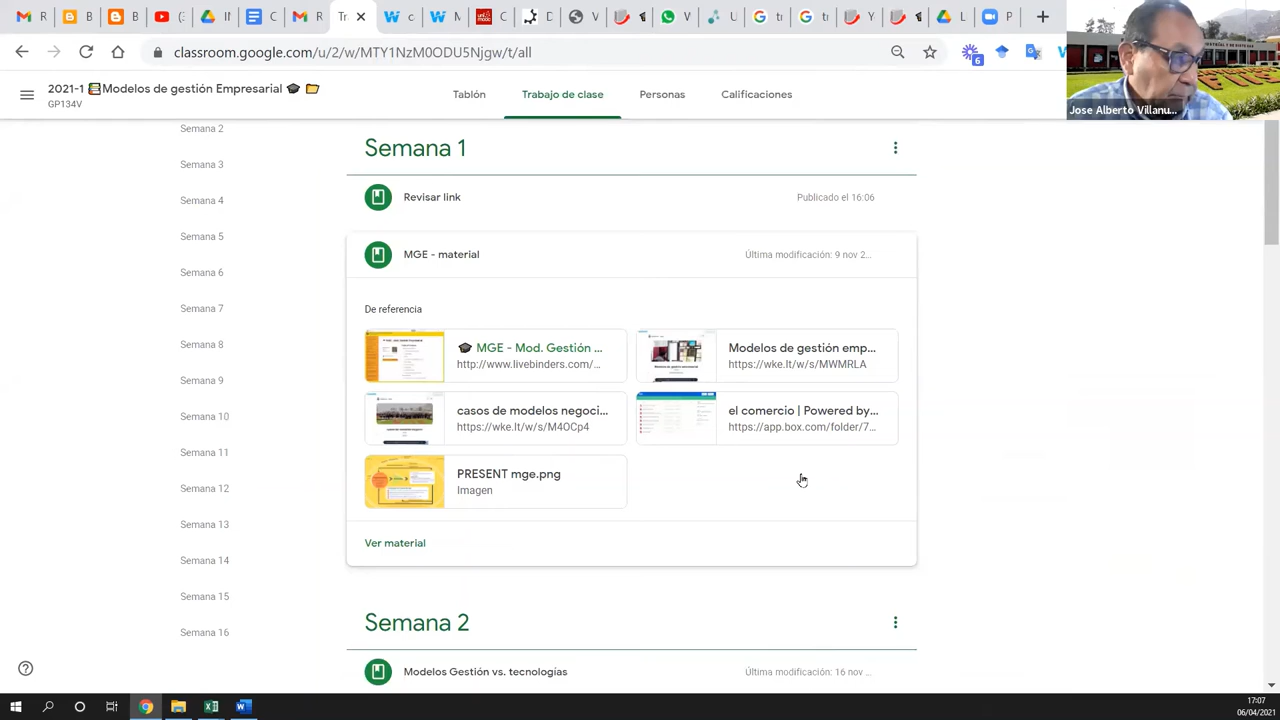 classroom.google.com/u/2/w/MTY1NzM0ODU5Njgw/t/all
6
2021-1 Modelos de gestión Empresarial
GP134V
Tablón
Trabajo de clase
Personas
Calificaciones
Jose Alberto Villanu...
Semana 2
Semana 3
Semana 4
Semana 5
Semana 6
Semana 7
Semana 8
Semana 9
Semana 10
Semana 11
Semana 12
Semana 13
Semana 14
Semana 15
Semana 16
Semana 1
Revisar link
Publicado el 16:06
MGE - material
Última modificación: 9 nov 2...
De referencia
MGE - Mod. Gestión ...
http://www.livebinders.com/...
Modelos de gestión emp...
https://wke.lt/w/s/MWMRLA
casos de modelos negoci...
https://wke.lt/w/s/M4OCp4
el comercio | Powered by...
https://app.box.com/folder/7...
PRESENT mge.png
Imagen
Ver material
Semana 2
Modelos Gestión vs. tecnologías
Última modificación: 16 nov ...
17:07
06/04/2021